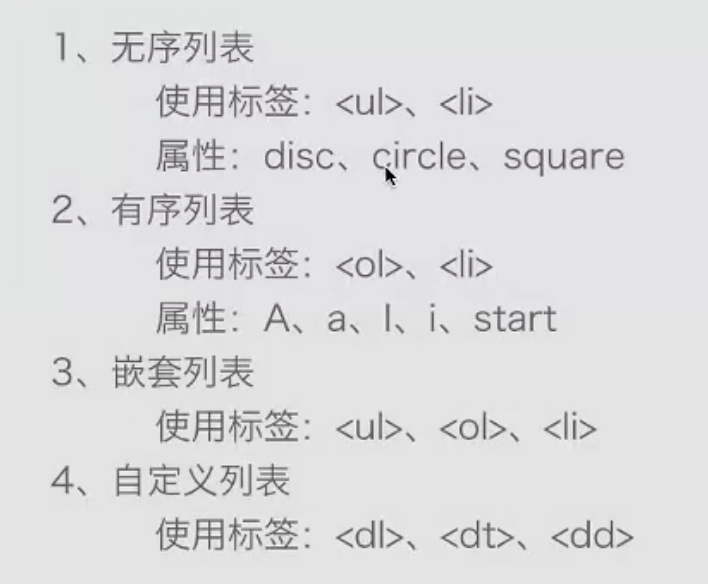 1、无序列表
使用标签：<ul>、<li>
属性：disc、circle、square
2、有序列表
使用标签：<ol>、<li>
属性：A、a、I、i、start
3、嵌套列表
使用标签：<ul>、<ol>、<li>
4、自定义列表
使用标签：<dl>、<dt>、<dd>